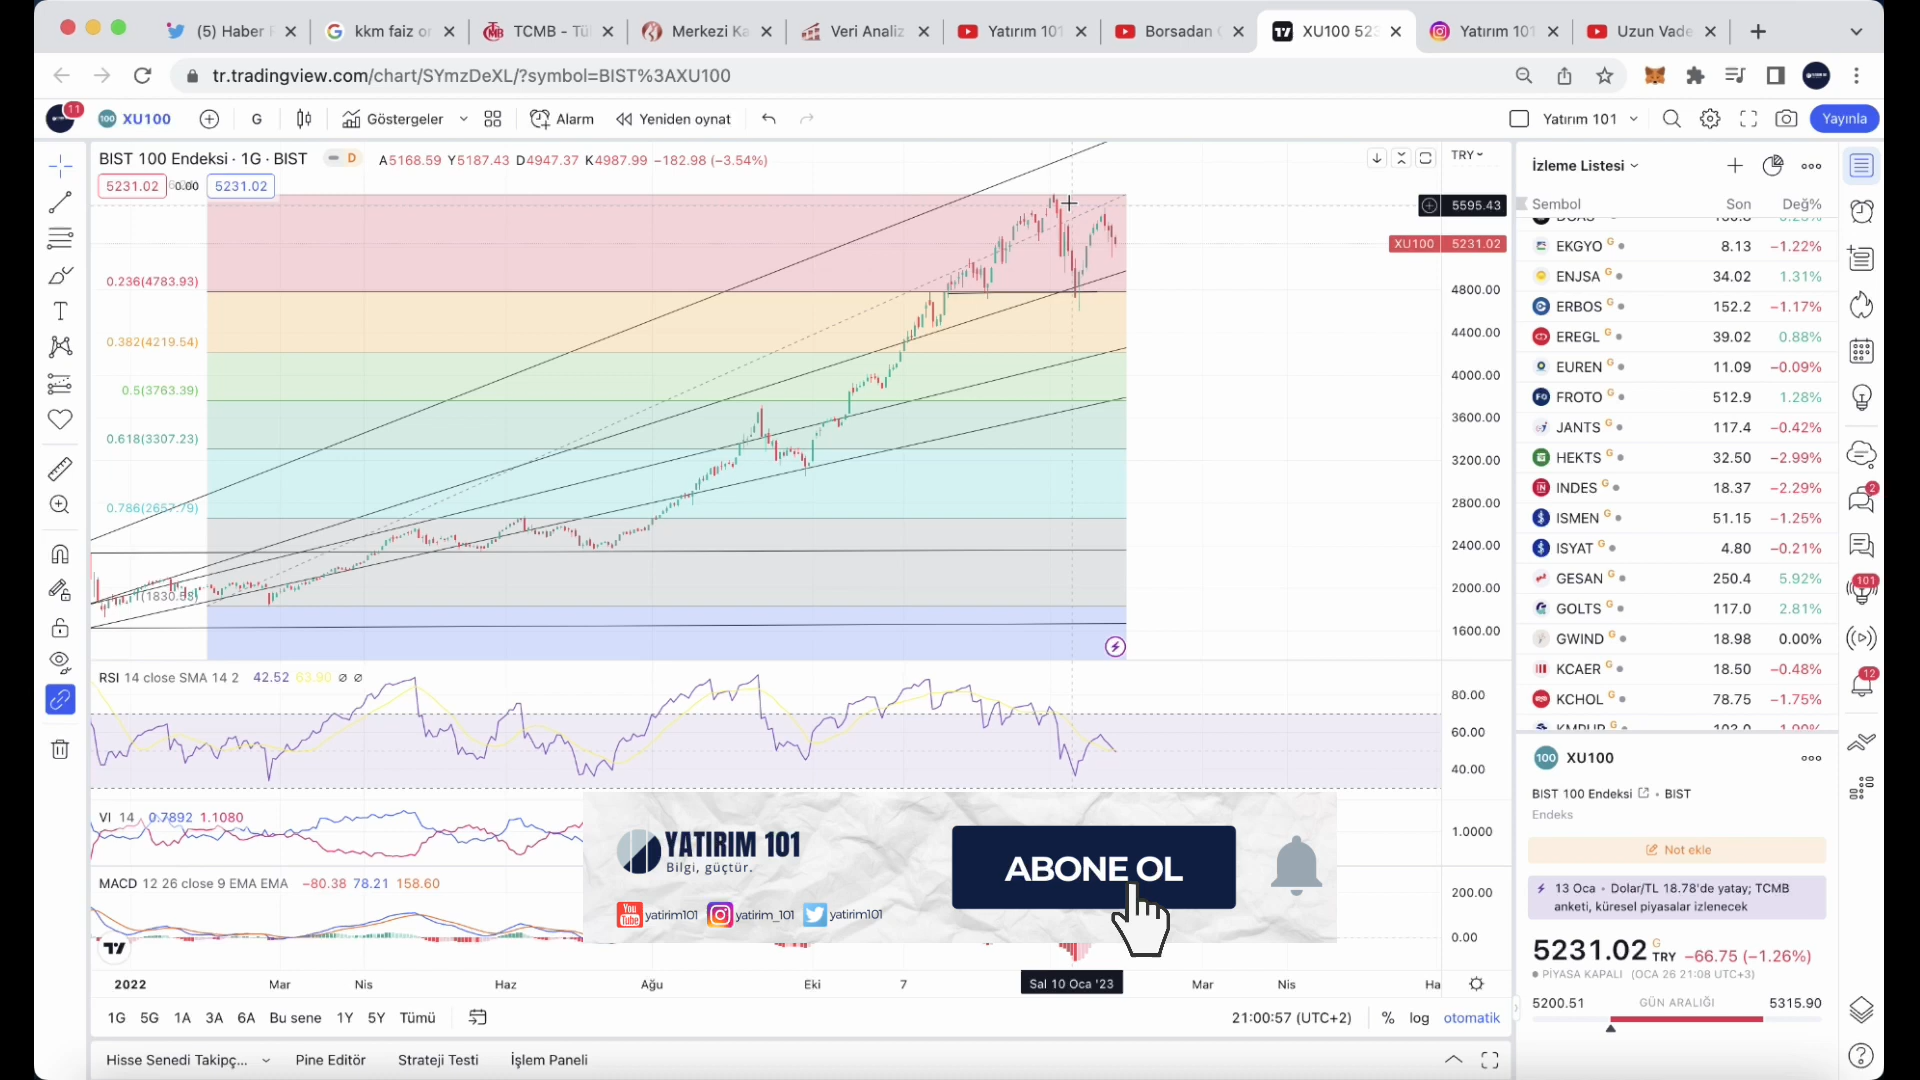 (5) Haber
kkm faiz or
TCMB - Tü
Merkezi Ka
Veri Analiz
Yatırım 101
Borsadan
XU100 523
Yatırım 101
Uzun Vade
tr.tradingview.com/chart/SYmzDeXL/?symbol=BIST%3AXU100
11
100 XU100
G
Göstergeler
Alarm
Yeniden oynat
Yatırım 101
Yayınla
BIST 100 Endeksi · 1G · BIST
D
A5168.59 Y5187.43 D4947.37 K4987.99 −182.98 (−3.54%)
TRY
5231.02
0.00
5231.02
0.236(4783.93)
0.382(4219.54)
0.5(3763.39)
0.618(3307.23)
0.786(2657.79)
5595.43
XU100 5231.02
4800.00
4400.00
4000.00
3600.00
3200.00
2800.00
2400.00
2000.00
1600.00
RSI 14 close SMA 14 2 42.52 63.90 ∅ ∅
80.00
60.00
40.00
VI 14 0.7892 1.1080
1.0000
MACD 12 26 close 9 EMA EMA −80.38 78.21 158.60
200.00
0.00
YATIRIM 101
Bilgi, güçtür.
You Tube yatirim101 yatirim_101 yatirim101
ABONE OL
2022 Mar Nis Haz Ağu Eki 7 Sal 10 Oca '23 Mar Nis Ha
1G 5G 1A 3A 6A Bu sene 1Y 5Y Tümü
21:00:57 (UTC+2) % log otomatik
Hisse Senedi Takipç... Pine Editör Strateji Testi İşlem Paneli
İzleme Listesi
Sembol Son Değ%
EKGYO G 8.13 −1.22%
ENJSA G 34.02 1.31%
ERBOS G 152.2 −1.17%
EREGL G 39.02 0.88%
EUREN G 11.09 −0.09%
FROTO G 512.9 1.28%
JANTS G 117.4 −0.42%
HEKTS G 32.50 −2.99%
INDES G 18.37 −2.29%
ISMEN G 51.15 −1.25%
ISYAT G 4.80 −0.21%
GESAN G 250.4 5.92%
GOLTS G 117.0 2.81%
GWIND G 18.98 0.00%
KCAER G 18.50 −0.48%
KCHOL G 78.75 −1.75%
100 XU100
BIST 100 Endeksi • BIST
Endeks
Not ekle
13 Oca • Dolar/TL 18.78'de yatay; TCMB
anketi, küresel piyasalar izlenecek
5231.02 G TRY −66.75 (−1.26%)
PİYASA KAPALI (OCA 26 21:08 UTC+3)
5200.51 GÜN ARALIĞI 5315.90
2
101
12